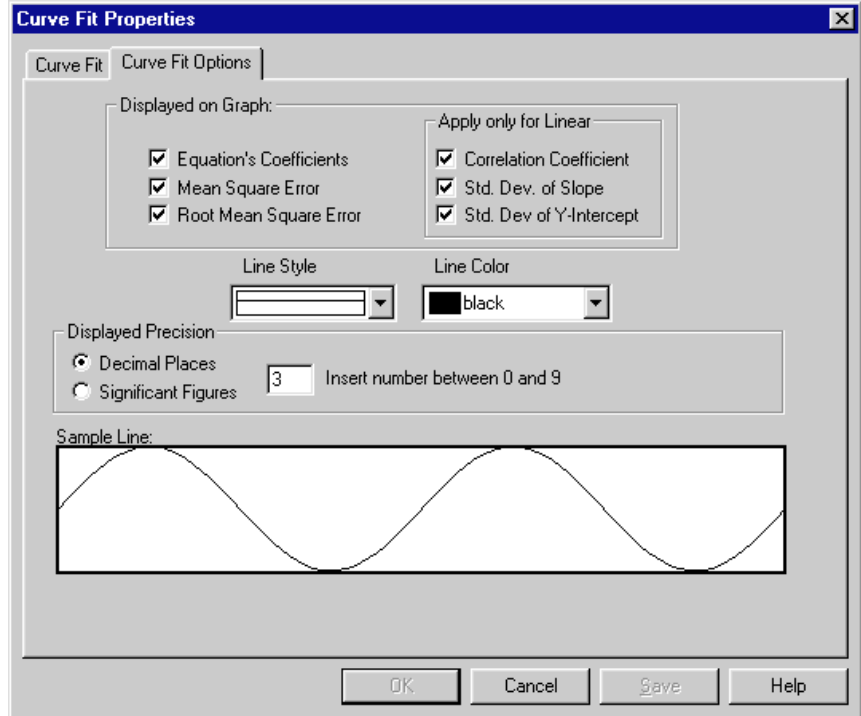 Curve Fit Properties
Curve Fit
Curve Fit Options
Displayed on Graph:
Equation's Coefficients
Mean Square Error
Root Mean Square Error
Apply only for Linear
Correlation Coefficient
Std. Dev. of Slope
Std. Dev of Y-Intercept
Line Style
Line Color
black
Displayed Precision
Decimal Places
Significant Figures
3
Insert number between 0 and 9
Sample Line:
OK
Cancel
Save
Help